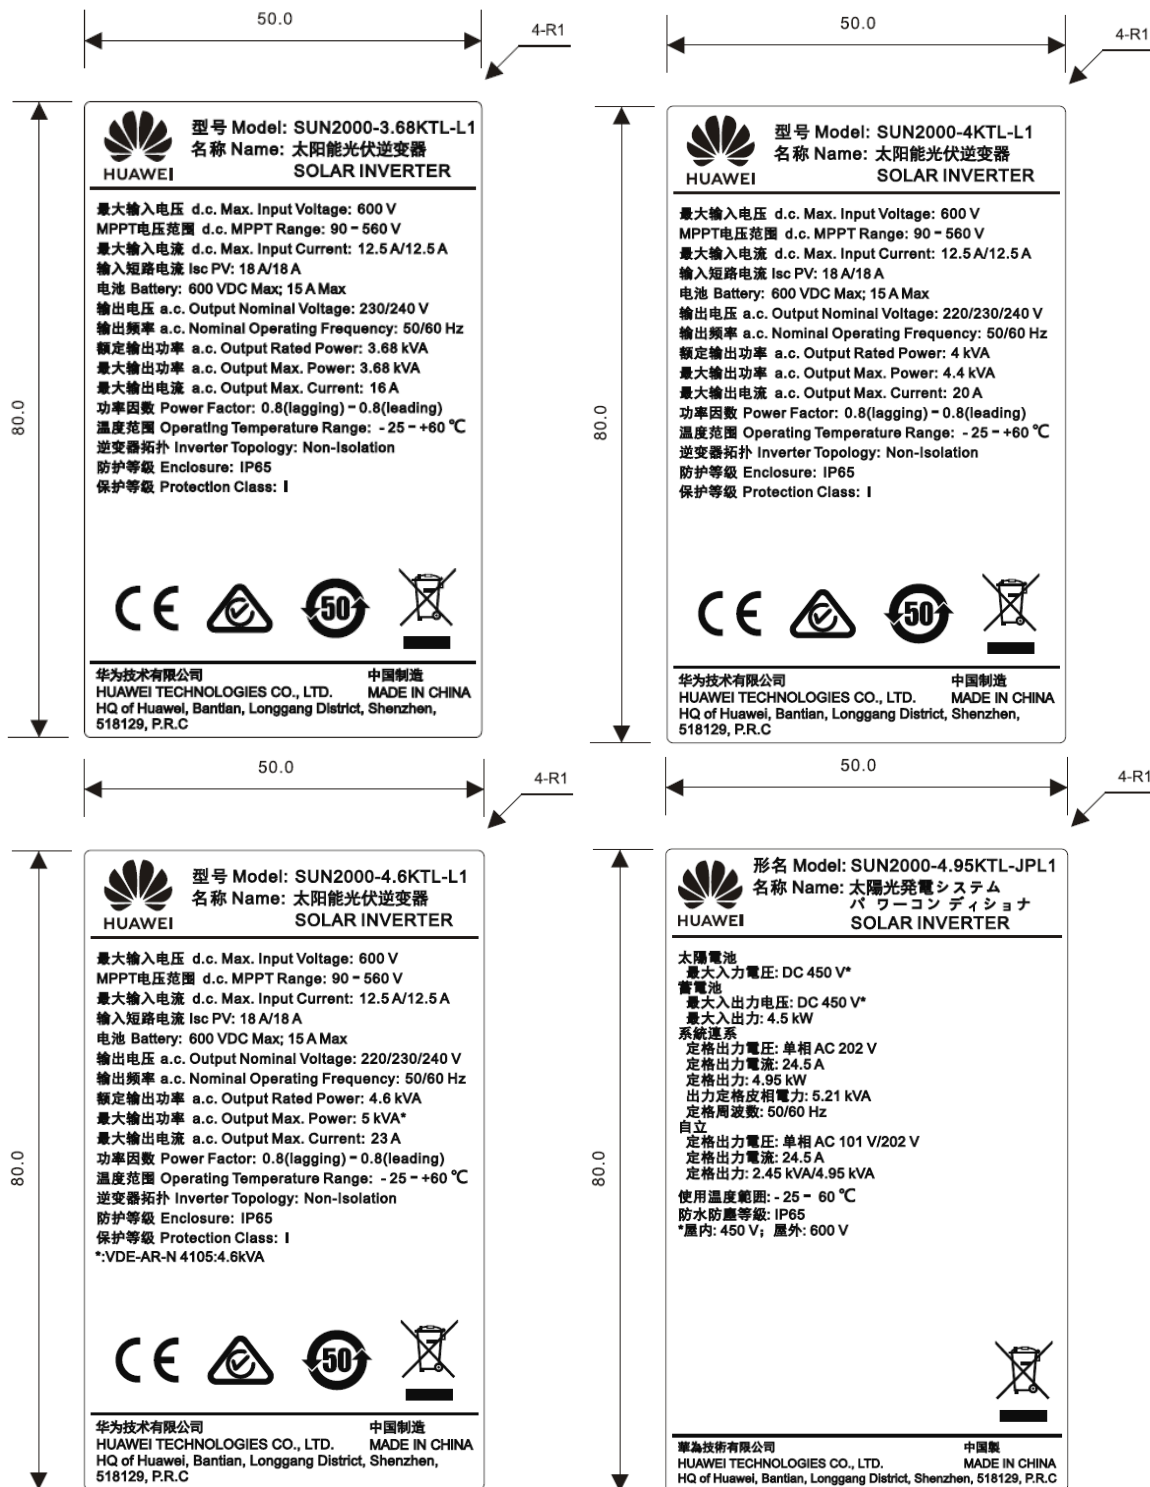 50.0
4-R1
80.0
HUAWEI
型号 Model: SUN2000-3.68KTL-L1
名称 Name: 太阳能光伏逆变器
SOLAR INVERTER
最大输入电压 d.c. Max. Input Voltage: 600 V
MPPT电压范围 d.c. MPPT Range: 90 - 560 V
最大输入电流 d.c. Max. Input Current: 12.5 A/12.5 A
输入短路电流 Isc PV: 18 A/18 A
电池 Battery: 600 VDC Max; 15 A Max
输出电压 a.c. Output Nominal Voltage: 230/240 V
输出频率 a.c. Nominal Operating Frequency: 50/60 Hz
额定输出功率 a.c. Output Rated Power: 3.68 kVA
最大输出功率 a.c. Output Max. Power: 3.68 kVA
最大输出电流 a.c. Output Max. Current: 16 A
功率因数 Power Factor: 0.8(lagging) - 0.8(leading)
温度范围 Operating Temperature Range: - 25 - +60 ℃
逆变器拓扑 Inverter Topology: Non-Isolation
防护等级 Enclosure: IP65
保护等级 Protection Class: I
CE
50
华为技术有限公司 中国制造
HUAWEI TECHNOLOGIES CO., LTD. MADE IN CHINA
HQ of Huawei, Bantian, Longgang District, Shenzhen,
518129, P.R.C
50.0
4-R1
80.0
HUAWEI
型号 Model: SUN2000-4KTL-L1
名称 Name: 太阳能光伏逆变器
SOLAR INVERTER
最大输入电压 d.c. Max. Input Voltage: 600 V
MPPT电压范围 d.c. MPPT Range: 90 - 560 V
最大输入电流 d.c. Max. Input Current: 12.5 A/12.5 A
输入短路电流 Isc PV: 18 A/18 A
电池 Battery: 600 VDC Max; 15 A Max
输出电压 a.c. Output Nominal Voltage: 220/230/240 V
输出频率 a.c. Nominal Operating Frequency: 50/60 Hz
额定输出功率 a.c. Output Rated Power: 4 kVA
最大输出功率 a.c. Output Max. Power: 4.4 kVA
最大输出电流 a.c. Output Max. Current: 20 A
功率因数 Power Factor: 0.8(lagging) - 0.8(leading)
温度范围 Operating Temperature Range: - 25 - +60 ℃
逆变器拓扑 Inverter Topology: Non-Isolation
防护等级 Enclosure: IP65
保护等级 Protection Class: I
CE
50
华为技术有限公司 中国制造
HUAWEI TECHNOLOGIES CO., LTD. MADE IN CHINA
HQ of Huawei, Bantian, Longgang District, Shenzhen,
518129, P.R.C
50.0
4-R1
80.0
HUAWEI
型号 Model: SUN2000-4.6KTL-L1
名称 Name: 太阳能光伏逆变器
SOLAR INVERTER
最大输入电压 d.c. Max. Input Voltage: 600 V
MPPT电压范围 d.c. MPPT Range: 90 - 560 V
最大输入电流 d.c. Max. Input Current: 12.5 A/12.5 A
输入短路电流 Isc PV: 18 A/18 A
电池 Battery: 600 VDC Max; 15 A Max
输出电压 a.c. Output Nominal Voltage: 220/230/240 V
输出频率 a.c. Nominal Operating Frequency: 50/60 Hz
额定输出功率 a.c. Output Rated Power: 4.6 kVA
最大输出功率 a.c. Output Max. Power: 5 kVA*
最大输出电流 a.c. Output Max. Current: 23 A
功率因数 Power Factor: 0.8(lagging) - 0.8(leading)
温度范围 Operating Temperature Range: - 25 - +60 ℃
逆变器拓扑 Inverter Topology: Non-Isolation
防护等级 Enclosure: IP65
保护等级 Protection Class: I
*:VDE-AR-N 4105:4.6kVA
CE
50
华为技术有限公司 中国制造
HUAWEI TECHNOLOGIES CO., LTD. MADE IN CHINA
HQ of Huawei, Bantian, Longgang District, Shenzhen,
518129, P.R.C
50.0
4-R1
80.0
HUAWEI
形名 Model: SUN2000-4.95KTL-JPL1
名称 Name: 太陽光発電システム
パ ワーコン ディショナ
SOLAR INVERTER
太陽電池
最大入力電圧: DC 450 V*
蓄電池
最大入出力电压: DC 450 V*
最大入出力: 4.5 kW
系統連系
定格出力電圧: 单相 AC 202 V
定格出力電流: 24.5 A
定格出力: 4.95 kW
出力定格皮相電力: 5.21 kVA
定格周波数: 50/60 Hz
自立
定格出力電圧: 单相 AC 101 V/202 V
定格出力電流: 24.5 A
定格出力: 2.45 kVA/4.95 kVA
使用温度範囲: - 25 - 60 ℃
防水防塵等級: IP65
*屋内: 450 V; 屋外: 600 V
華為技術有限公司 中国製
HUAWEI TECHNOLOGIES CO., LTD. MADE IN CHINA
HQ of Huawei, Bantian, Longgang District, Shenzhen, 518129, P.R.C